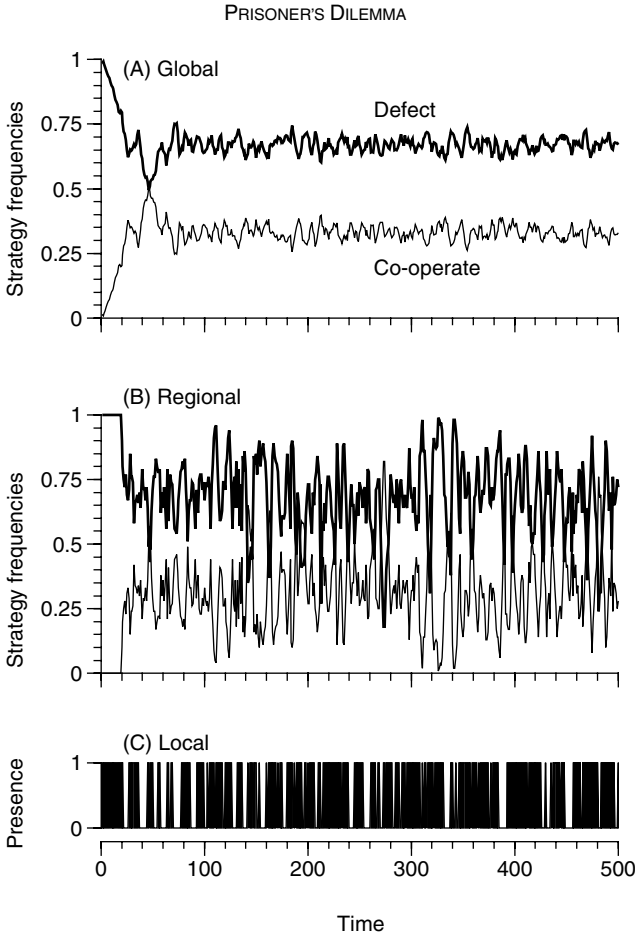 PRISONER'S DILEMMA
(A) Global
1
0.75
0.5
0.25
0
Strategy frequencies
Defect
Co-operate
(B) Regional
1
0.75
0.5
0.25
0
Strategy frequencies
(C) Local
1
0
Presence
0 100 200 300 400 500
Time